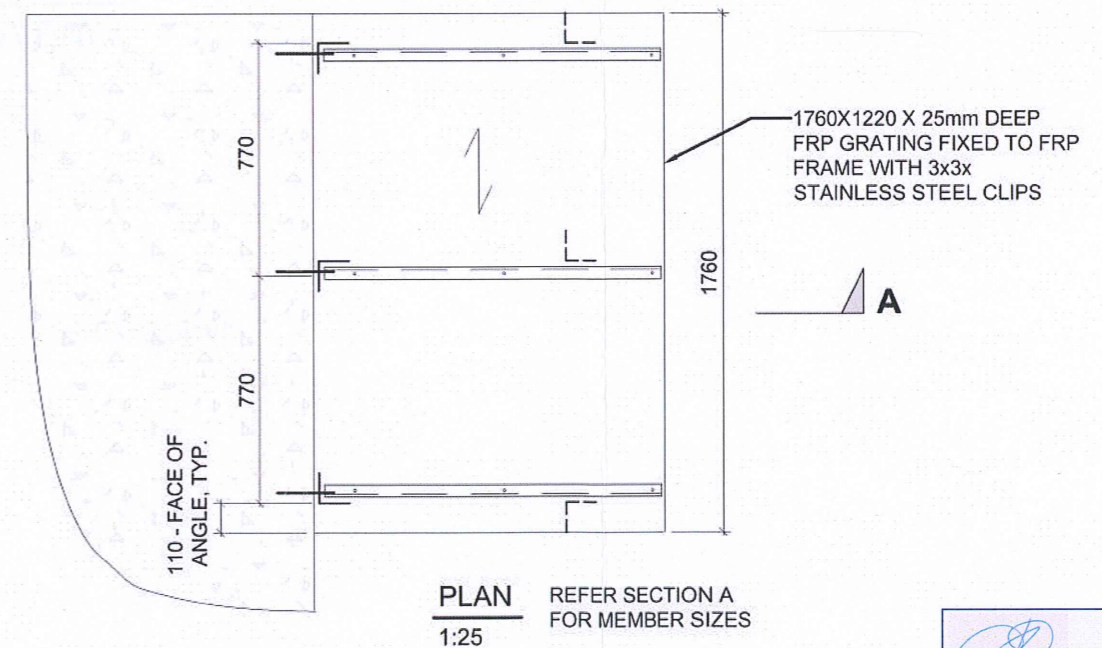 770
1760X1220 X 25mm DEEP
FRP GRATING FIXED TO FRP
FRAME WITH 3x3x
STAINLESS STEEL CLIPS
1760
A
770
110 - FACE OF
ANGLE, TYP.
PLAN
1:25
REFER SECTION A
FOR MEMBER SIZES